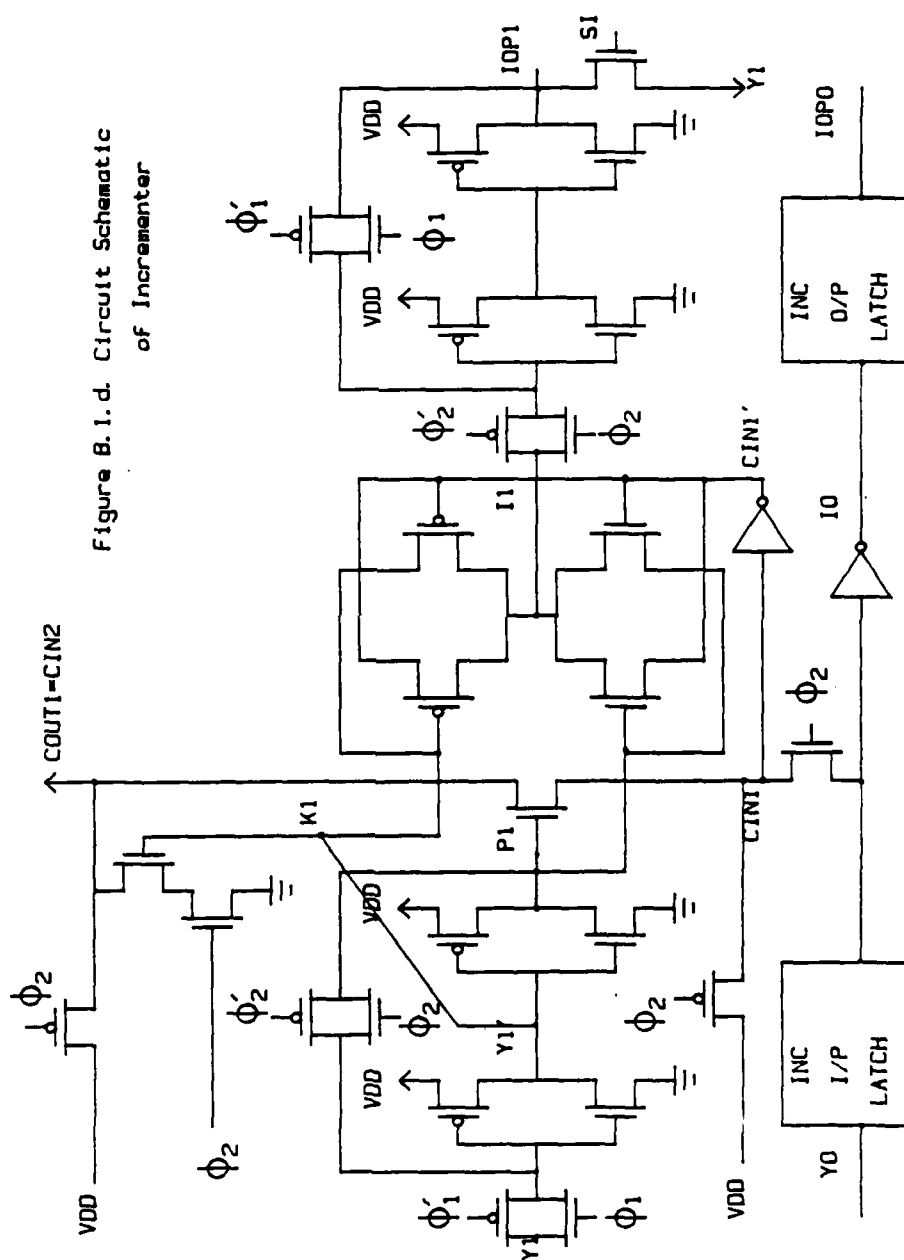 Figure B.1.d. Circuit Schematic
of Incrementer
COUT1=CIN2
VDD
ϕ2
ϕ2
K1
ϕ'2
ϕ2
VDD
VDD
Y1'
P1
ϕ'1
ϕ1
Y1
ϕ2
VDD
CIN1
ϕ2
I1
CIN1'
ϕ'2
ϕ2
ϕ'1
ϕ1
VDD
VDD
IOP1
SI
Y1
Y0
INC
I/P
LATCH
I0
INC
O/P
LATCH
IOP0